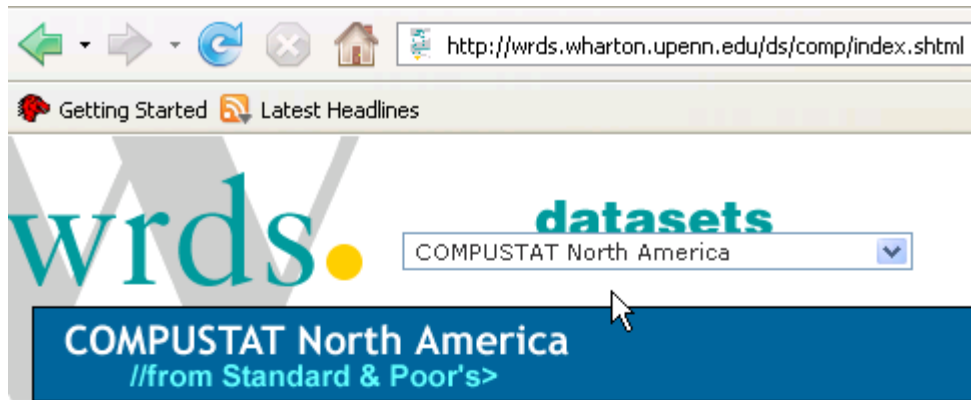 http://wrds.wharton.upenn.edu/ds/comp/index.shtml
Getting Started Latest Headlines
wrds.
datasets
COMPUSTAT North America
COMPUSTAT North America
//from Standard & Poor's>